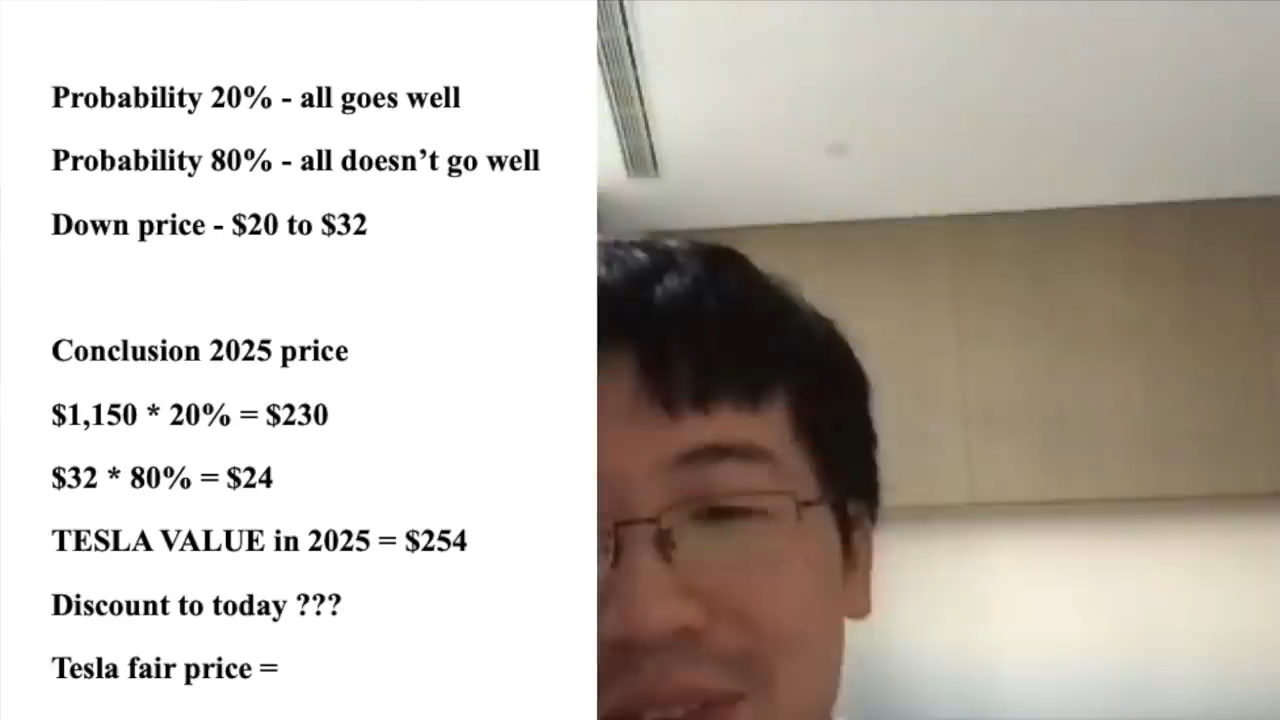 Probability 20% - all goes well
Probability 80% - all doesn’t go well
Down price - $20 to $32
Conclusion 2025 price
$1,150 * 20% = $230
$32 * 80% = $24
TESLA VALUE in 2025 = $254
Discount to today ???
Tesla fair price =